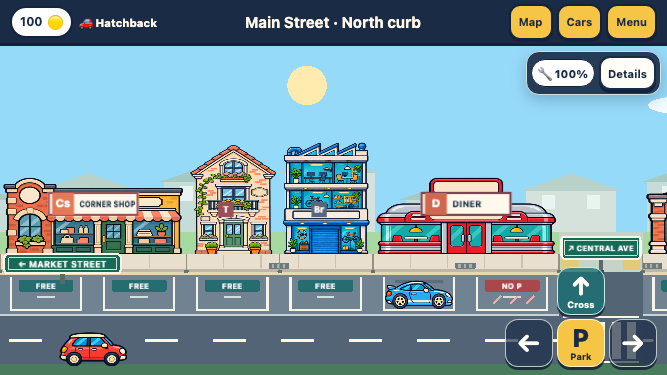 100
Hatchback
Main Street · North curb
Map
Cars
Menu
100%
Details
Cs CORNER SHOP
T
Br
D DINER
← MARKET STREET
↗ CENTRAL AVE
FREE
FREE
FREE
FREE
NO P
Cross
P
Park